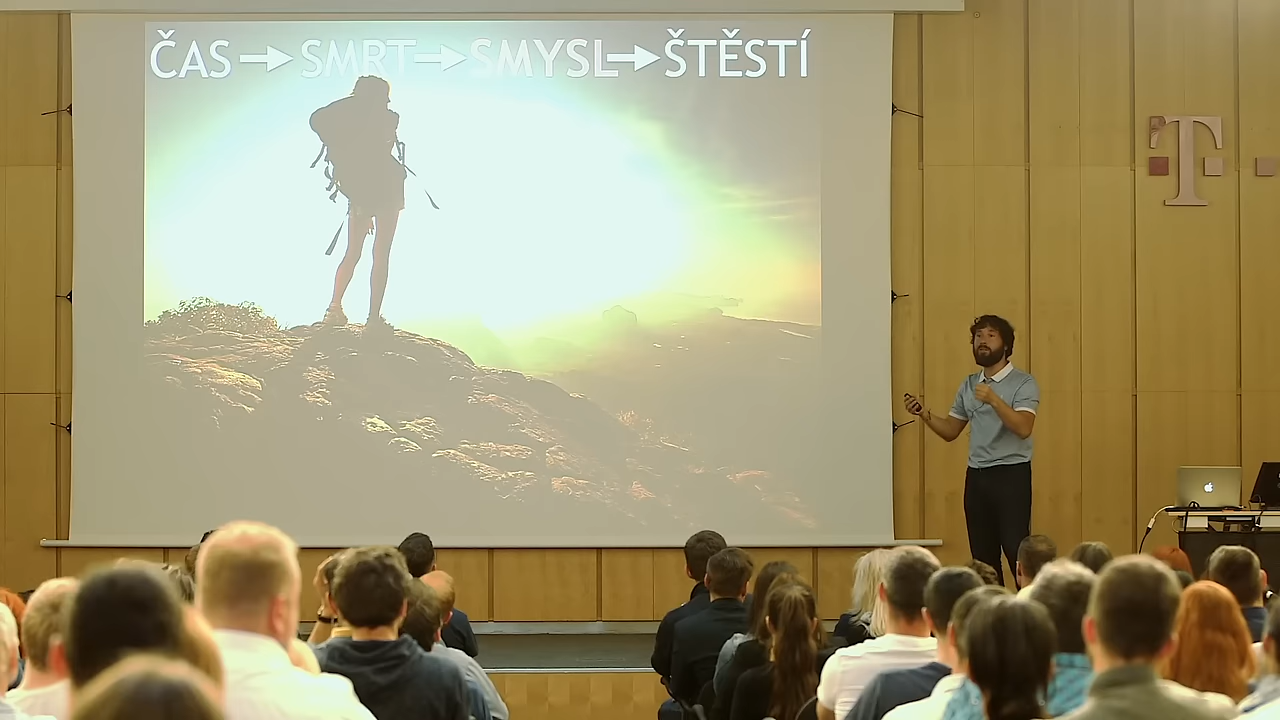 ČAS → SMRT → SMYSL → ŠTĚSTÍ
T